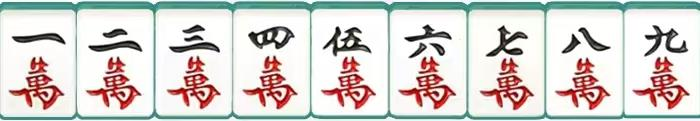 一 二 三 四 伍 六 七 八 九
萬 萬 萬 萬 萬 萬 萬 萬 萬